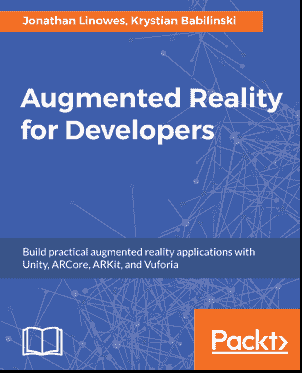 Jonathan Linowes, Krystian Babilinski
Augmented Reality
for Developers
Build practical augmented reality applications with
Unity, ARCore, ARKit, and Vuforia
Packt>